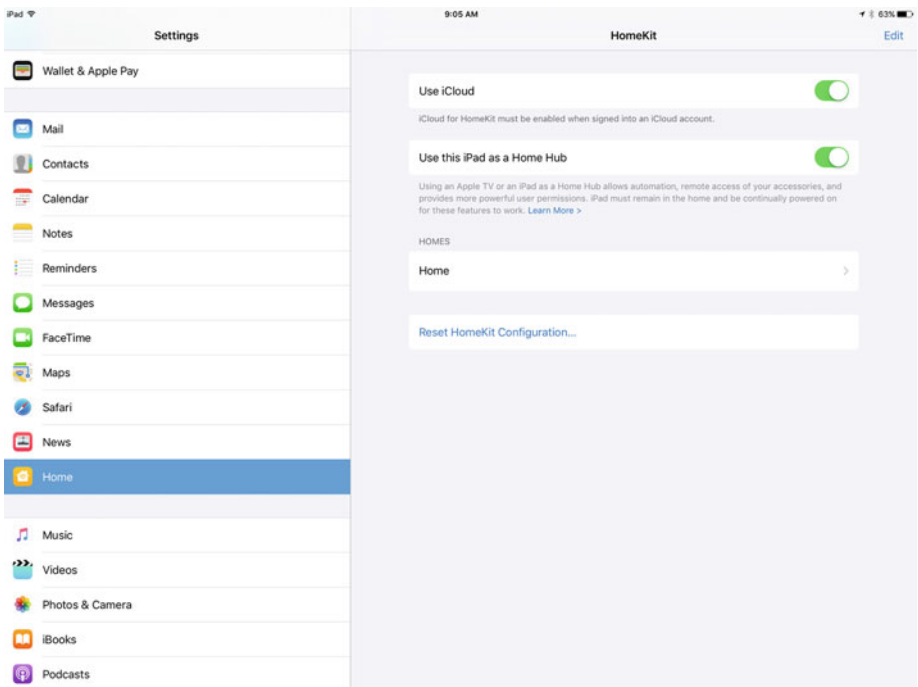 iPad 9:05 AM 63%
Settings
HomeKit Edit
Wallet & Apple Pay
Mail
Contacts
Calendar
Notes
Reminders
Messages
FaceTime
Maps
Safari
News
Home
Music
Videos
Photos & Camera
iBooks
Podcasts
Use iCloud
iCloud for HomeKit must be enabled when signed into an iCloud account.
Use this iPad as a Home Hub
Using an Apple TV or an iPad as a Home Hub allows automation, remote access of your accessories, and
provides more powerful user permissions. iPad must remain in the home and be continually powered on
for these features to work. Learn More >
HOMES
Home
Reset HomeKit Configuration...